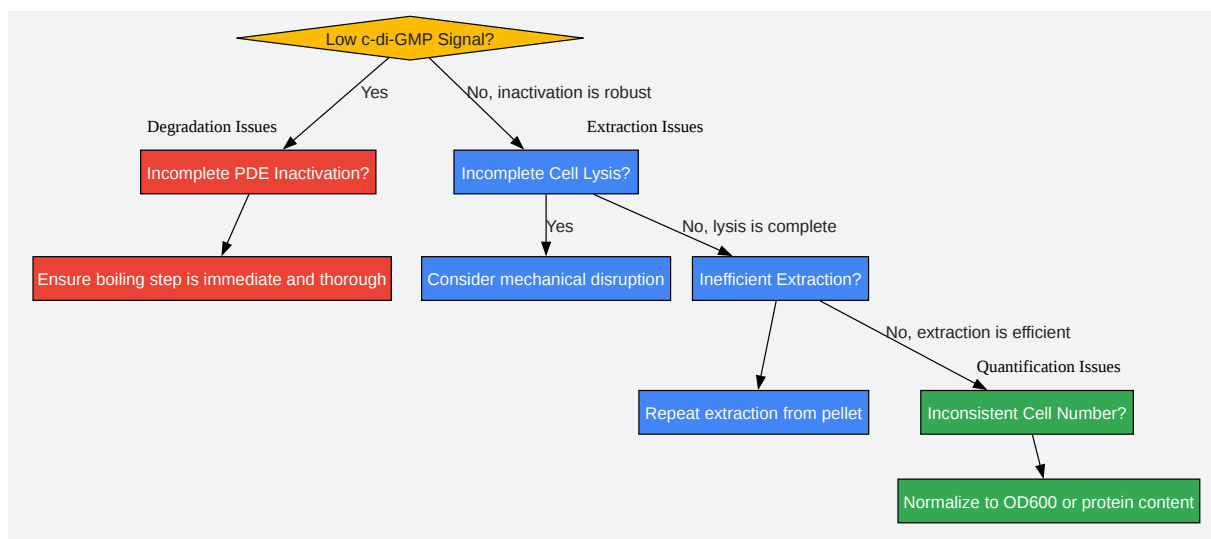 Low c-di-GMP Signal?
Yes
No, inactivation is robust
Degradation Issues
Extraction Issues
Incomplete PDE Inactivation?
Incomplete Cell Lysis?
Yes
No, lysis is complete
Ensure boiling step is immediate and thorough
Consider mechanical disruption
Inefficient Extraction?
No, extraction is efficient
Quantification Issues
Repeat extraction from pellet
Inconsistent Cell Number?
Normalize to OD600 or protein content